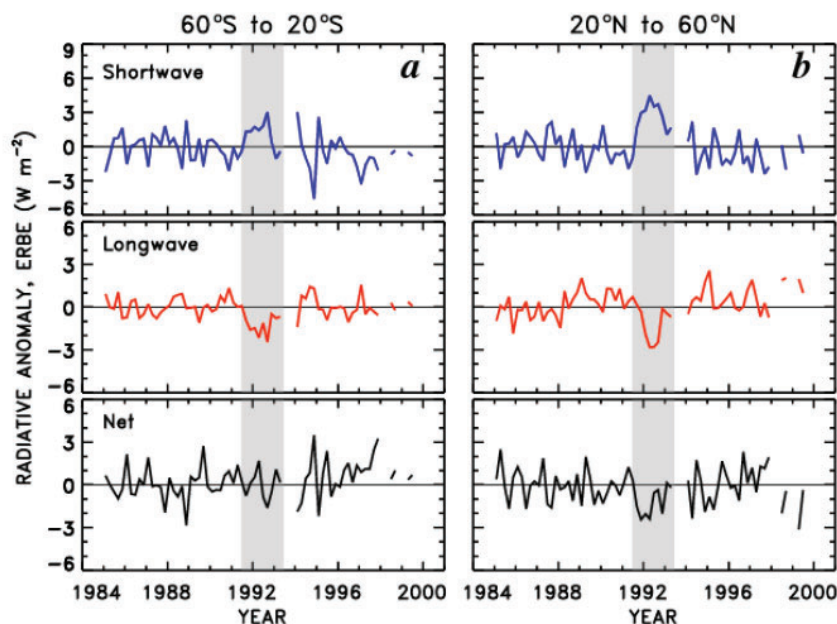 60°S to 20°S
20°N to 60°N
RADIATIVE ANOMALY, ERBE (W m⁻²)
9
6
3
0
-3
-6
Shortwave
a
b
6
3
0
-3
-6
Longwave
6
3
0
-3
-6
Net
1984 1988 1992 1996 2000
1984 1988 1992 1996 2000
YEAR
YEAR